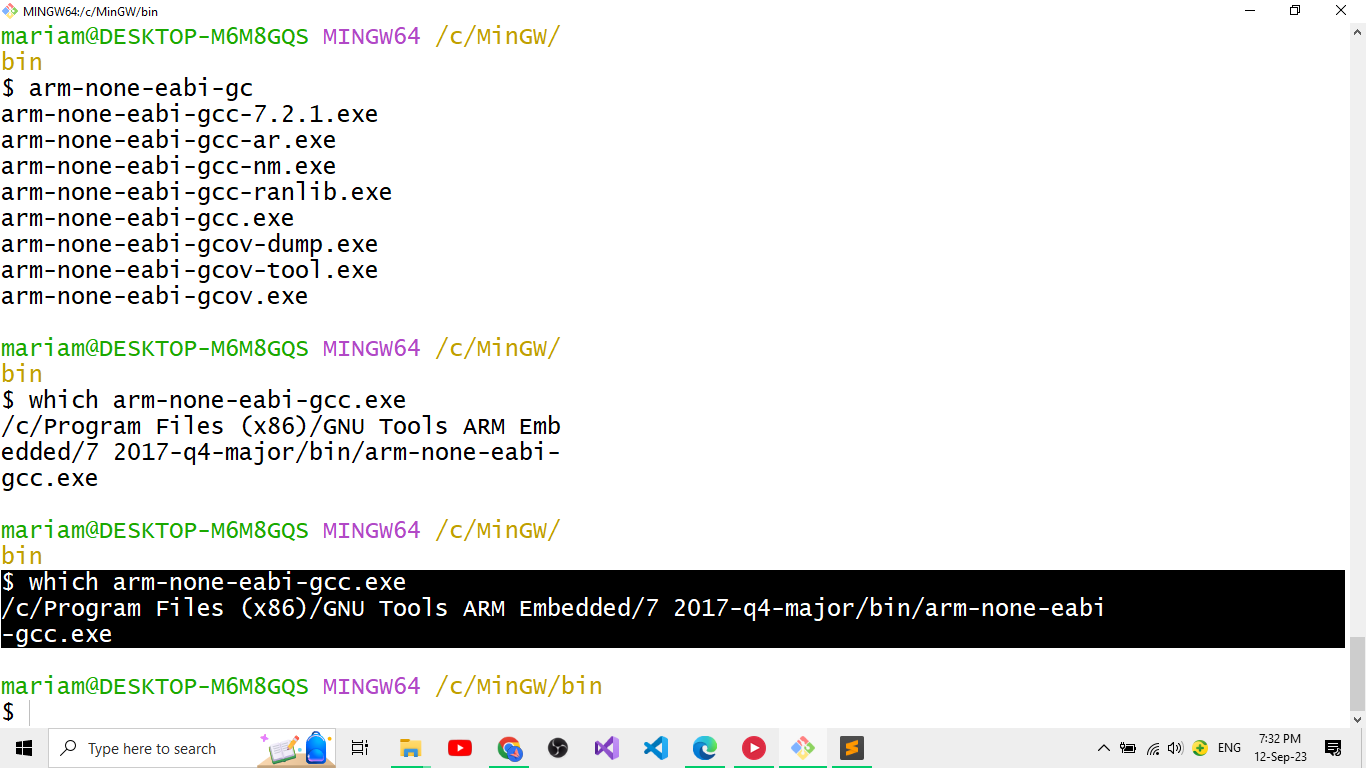 MINGW64:/c/MinGW/bin
mariam@DESKTOP-M6M8GQS MINGW64 /c/MinGW/
bin
$ arm-none-eabi-gc
arm-none-eabi-gcc-7.2.1.exe
arm-none-eabi-gcc-ar.exe
arm-none-eabi-gcc-nm.exe
arm-none-eabi-gcc-ranlib.exe
arm-none-eabi-gcc.exe
arm-none-eabi-gcov-dump.exe
arm-none-eabi-gcov-tool.exe
arm-none-eabi-gcov.exe
mariam@DESKTOP-M6M8GQS MINGW64 /c/MinGW/
bin
$ which arm-none-eabi-gcc.exe
/c/Program Files (x86)/GNU Tools ARM Emb
edded/7 2017-q4-major/bin/arm-none-eabi-
gcc.exe
mariam@DESKTOP-M6M8GQS MINGW64 /c/MinGW/
bin
$ which arm-none-eabi-gcc.exe
/c/Program Files (x86)/GNU Tools ARM Embedded/7 2017-q4-major/bin/arm-none-eabi
-gcc.exe
mariam@DESKTOP-M6M8GQS MINGW64 /c/MinGW/bin
$
Type here to search
ENG
7:32 PM
12-Sep-23